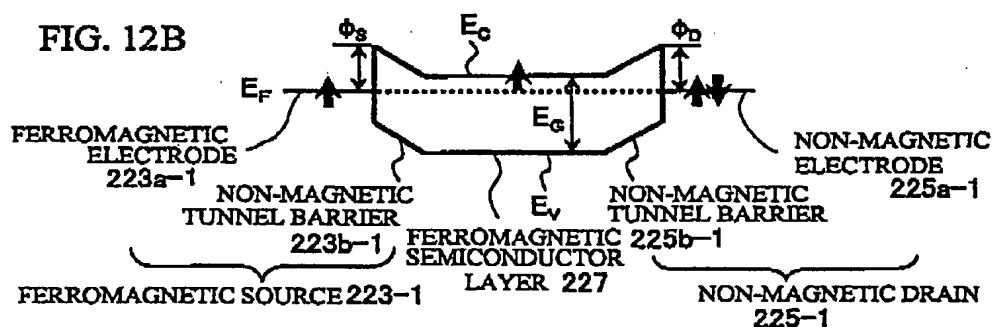 FIG. 12B
ϕS
EC
ϕD
EF
EG
FERROMAGNETIC
ELECTRODE
223a-1
NON-MAGNETIC
ELECTRODE
225a-1
NON-MAGNETIC
TUNNEL BARRIER
223b-1
EV
FERROMAGNETIC
SEMICONDUCTOR
LAYER 227
NON-MAGNETIC
TUNNEL BARRIER
225b-1
FERROMAGNETIC SOURCE 223-1
NON-MAGNETIC DRAIN
225-1